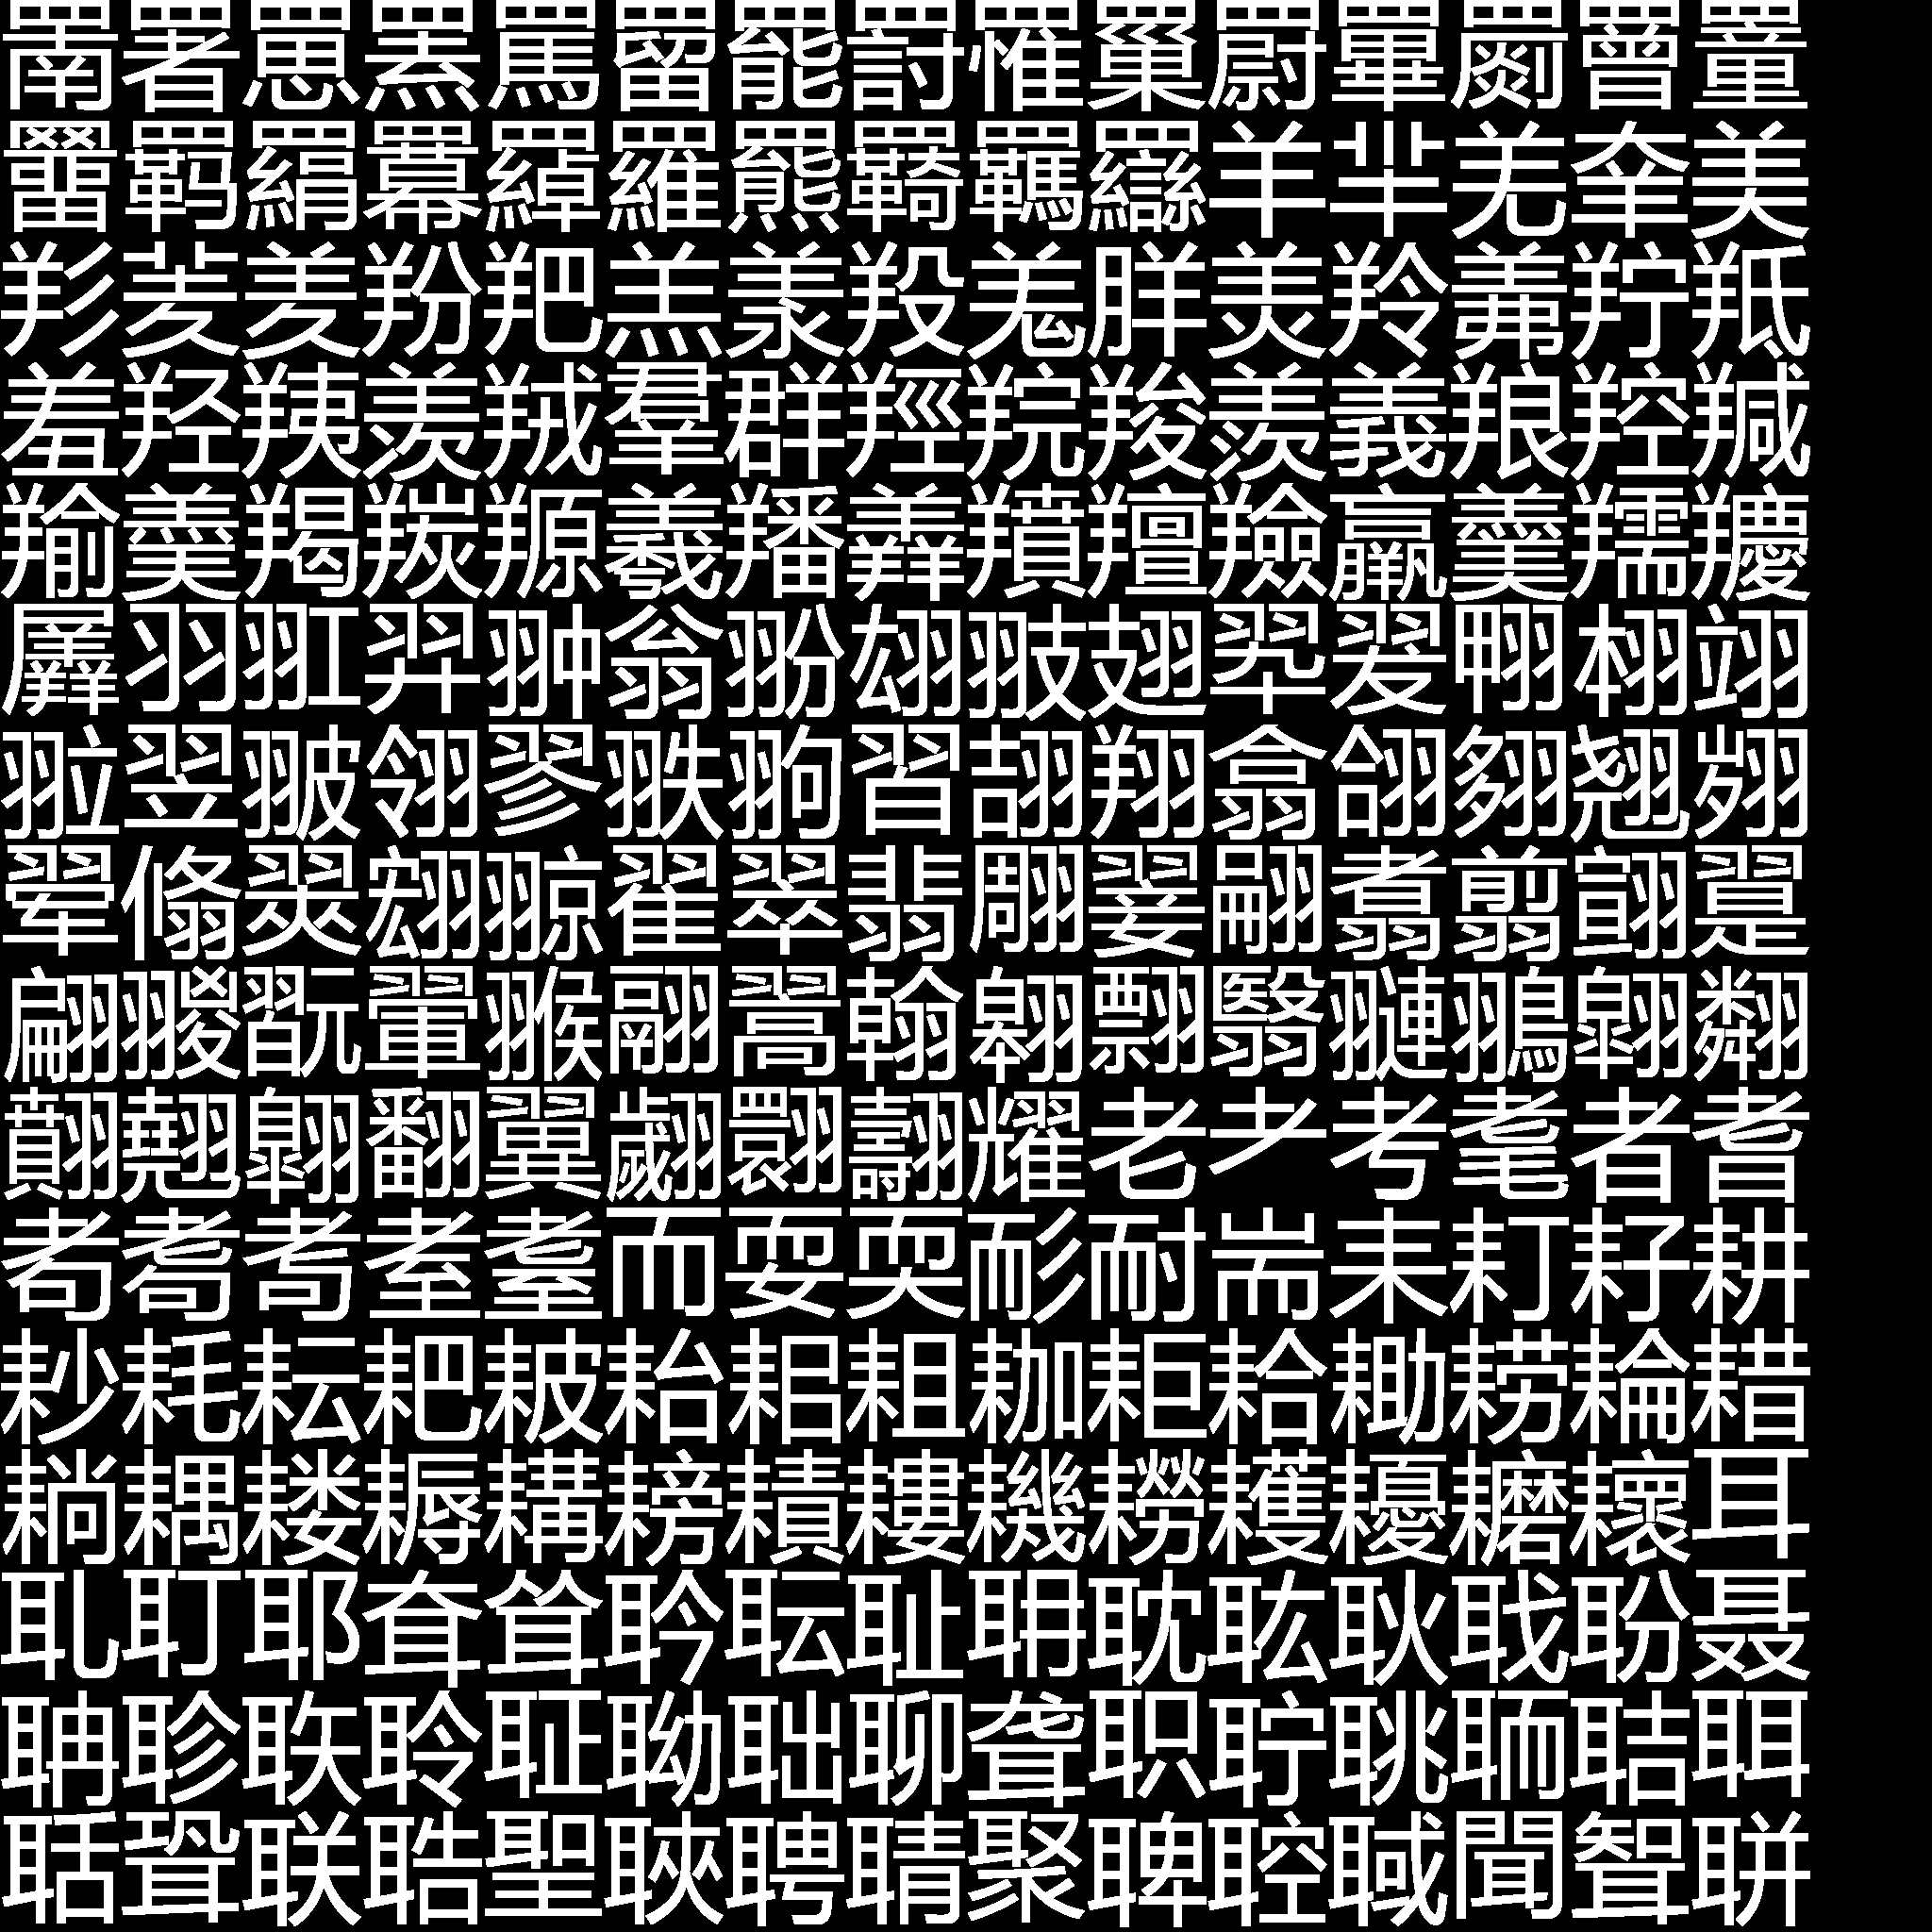 罱署罳罴罵罶罷罸罹罺罻罼罽罾罿
羀羁羂羃羄羅羆羇羈羉羊羋羌羍美
羏羐羑羒羓羔羕羖羗羘羙羚羛羜羝
羞羟羠羡羢羣群羥羦羧羨義羪羫羬
羭羮羯羰羱羲羳羴羵羶羷羸羹羺羻
羼羽羾羿翀翁翂翃翄翅翆翇翈翉翊
翋翌翍翎翏翐翑習翓翔翕翖翗翘翙
翚翛翜翝翞翟翠翡翢翣翤翥翦翧翨
翩翪翫翬翭翮翯翰翱翲翳翴翵翶翷
翸翹翺翻翼翽翾翿耀老耂考耄者耆
耇耈耉耊耋而耍耎耏耐耑耒耓耔耕
耖耗耘耙耚耛耜耝耞耟耠耡耢耣耤
耥耦耧耨耩耪耫耬耭耮耯耰耱耲耳
耴耵耶耷耸耹耺耻耼耽耾耿聀聁聂
聃聄聅聆聇聈聉聊聋职聍聎聏聐聑
聒聓联聕聖聗聘聙聚聛聜聝聞聟聠